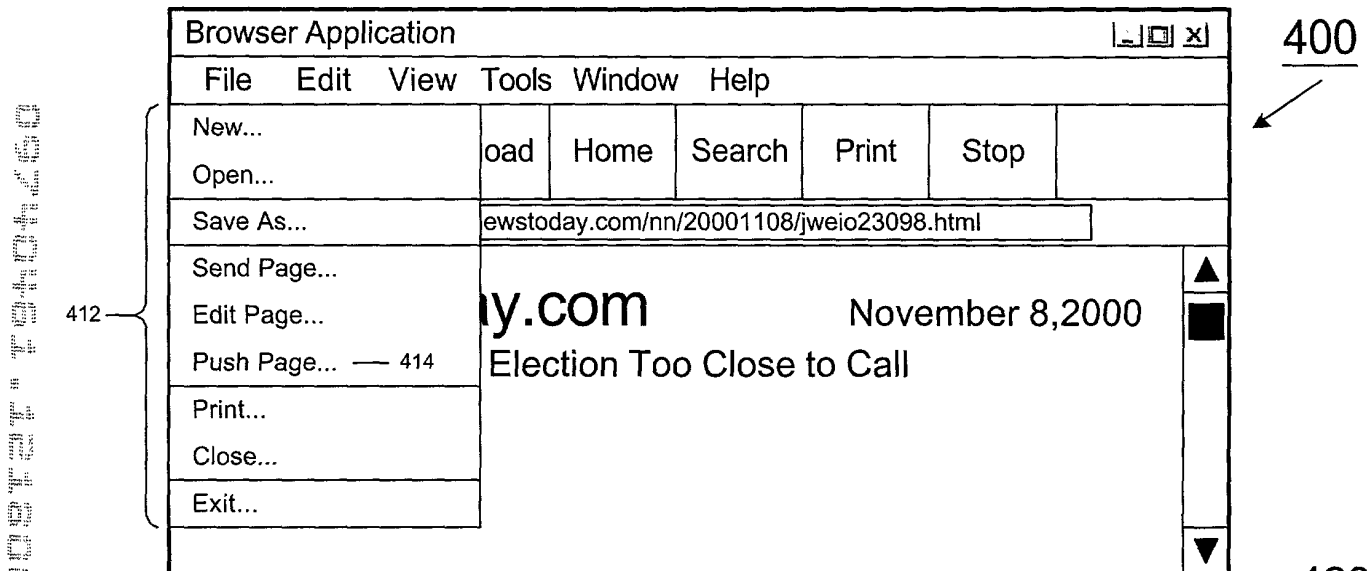 Browser Application
400
File Edit View Tools Window Help
New...
Open...
oad Home Search Print Stop
Save As...
ewstoday.com/nn/20001108/jweio23098.html
Send Page...
Edit Page...
Push Page... — 414
412
ay.com November 8,2000
Election Too Close to Call
Print...
Close...
Exit...